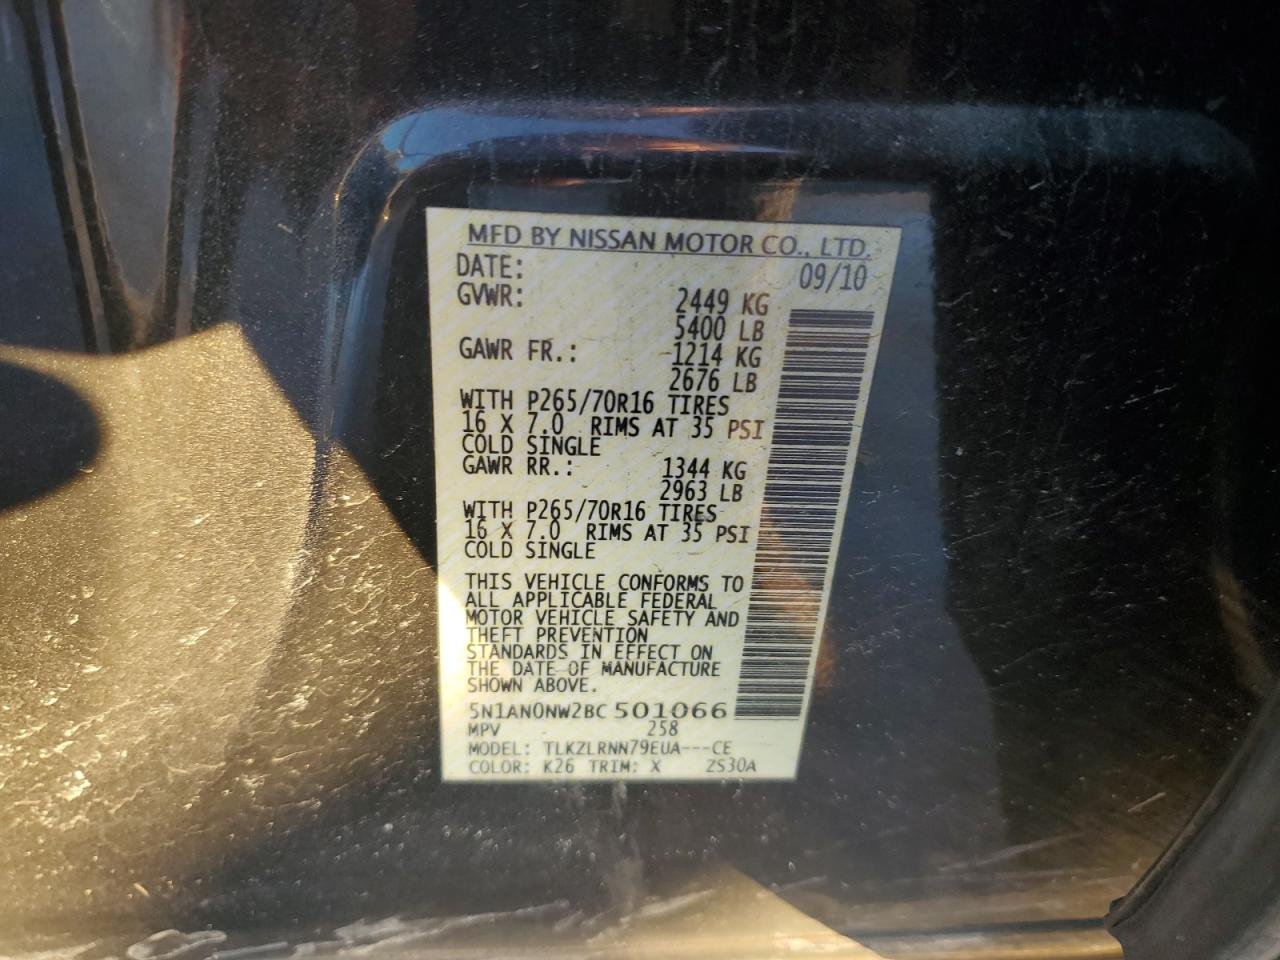 MFD BY NISSAN MOTOR CO., LTD.
DATE: 09/10
GVWR: 2449 KG
5400 LB
GAWR FR.: 1214 KG
2676 LB
WITH P265/70R16 TIRES
16 X 7.0 RIMS AT 35 PSI
COLD SINGLE
GAWR RR.: 1344 KG
2963 LB
WITH P265/70R16 TIRES
16 X 7.0 RIMS AT 35 PSI
COLD SINGLE
THIS VEHICLE CONFORMS TO
ALL APPLICABLE FEDERAL
MOTOR VEHICLE SAFETY AND
THEFT PREVENTION
STANDARDS IN EFFECT ON
THE DATE OF MANUFACTURE
SHOWN ABOVE.
5N1AN0NW2BC 501066
MPV 258
MODEL: TLKZLRNN79EUA---CE
COLOR: K26 TRIM: X ZS30A